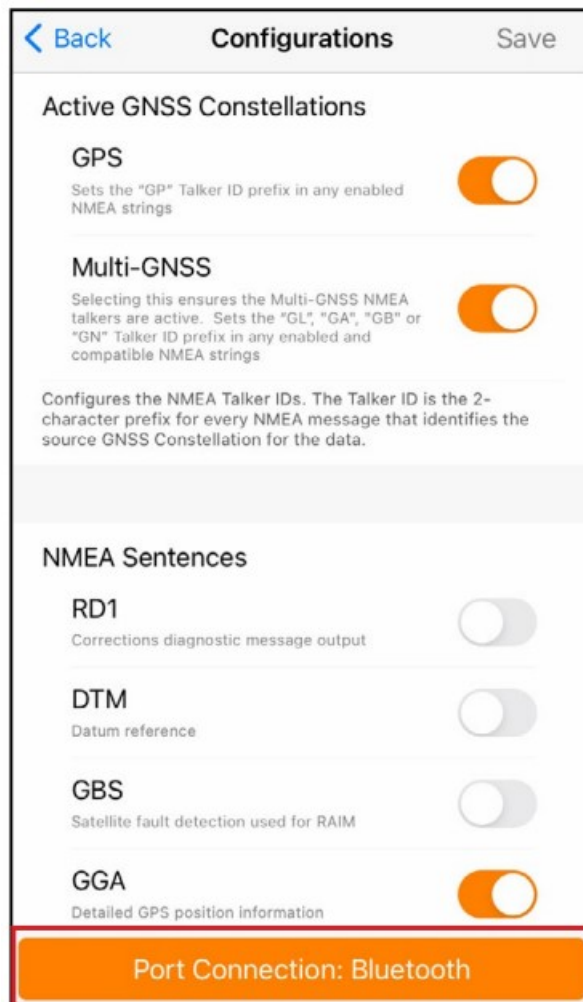 Back
Configurations
Save
Active GNSS Constellations
GPS
Sets the "GP" Talker ID prefix in any enabled
NMEA strings
Multi-GNSS
Selecting this ensures the Multi-GNSS NMEA
talkers are active. Sets the "GL", "GA", "GB" or
"GN" Talker ID prefix in any enabled and
compatible NMEA strings
Configures the NMEA Talker IDs. The Talker ID is the 2-
character prefix for every NMEA message that identifies the
source GNSS Constellation for the data.
NMEA Sentences
RD1
Corrections diagnostic message output
DTM
Datum reference
GBS
Satellite fault detection used for RAIM
GGA
Detailed GPS position information
Port Connection: Bluetooth